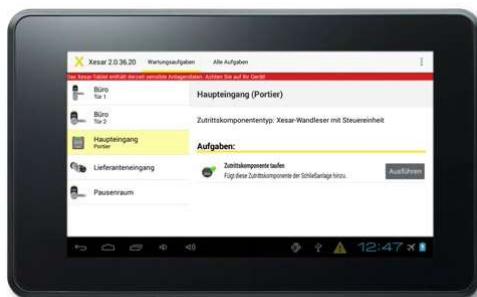 Xesar 2.0.36.20 Wartungsaufgaben Alle Aufgaben
Das Xesar-Tablet enthält derzeit sensible Anlagendaten. Achten Sie auf Ihr Gerät!
Büro
Tür 1
Büro
Tür 2
Haupteingang
Portier
Lieferanteneingang
Pausenraum
Haupteingang (Portier)
Zutrittskomponententyp: Xesar-Wandleser mit Steuereinheit
Aufgaben:
Zutrittskomponente taufen
Fügt diese Zutrittskomponente der Schließanlage hinzu.
Ausführen
12:47